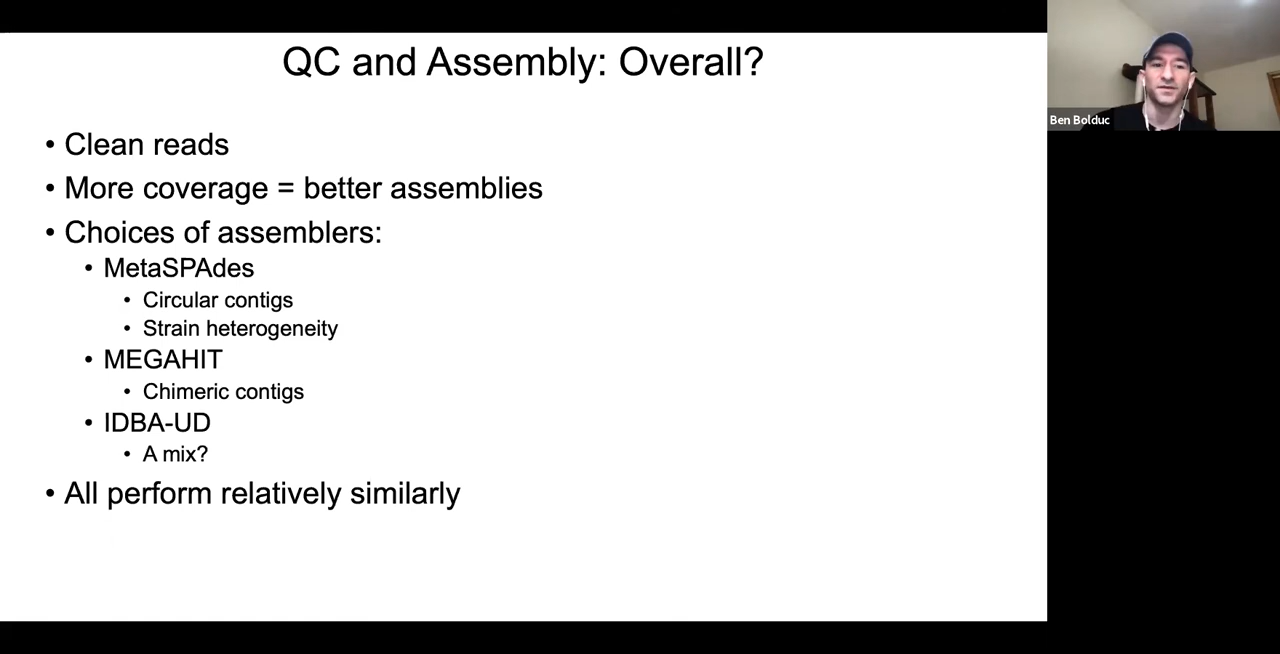 QC and Assembly: Overall?
• Clean reads
• More coverage = better assemblies
• Choices of assemblers:
• MetaSPAdes
• Circular contigs
• Strain heterogeneity
• MEGAHIT
• Chimeric contigs
• IDBA-UD
• A mix?
• All perform relatively similarly
Ben Bolduc